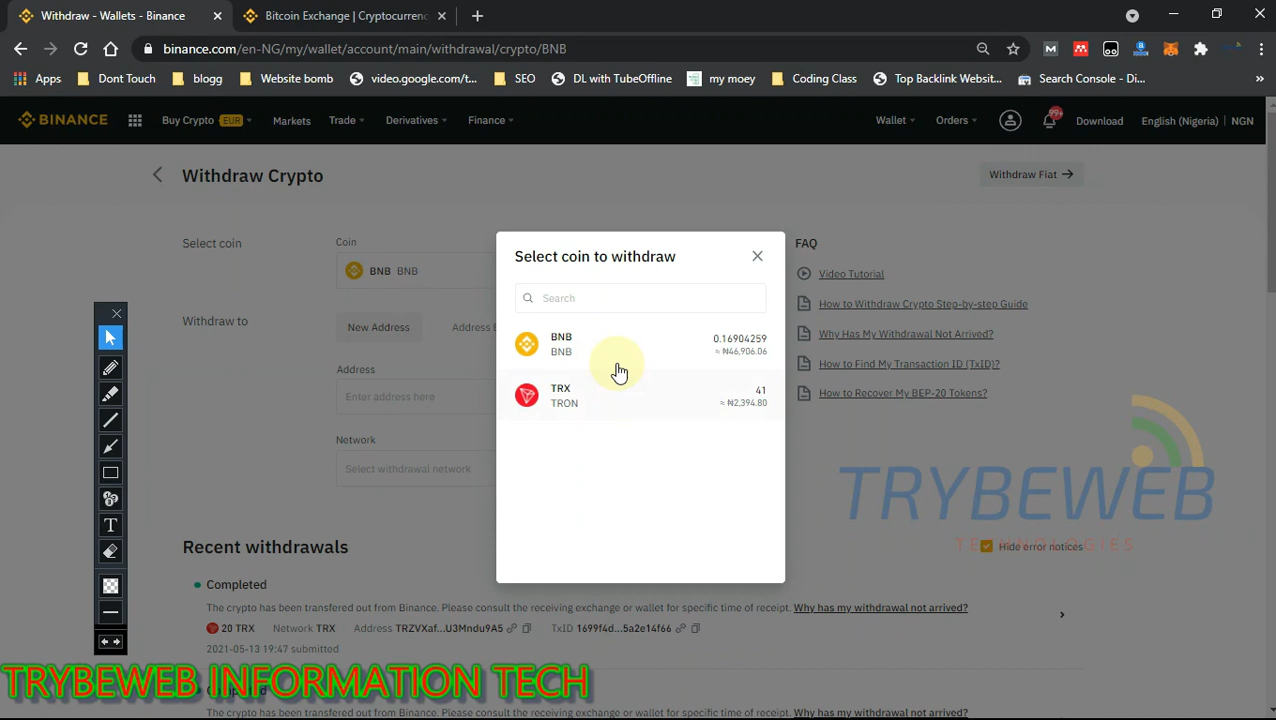 Withdraw - Wallets - Binance
Bitcoin Exchange | Cryptocurrenc
binance.com/en-NG/my/wallet/account/main/withdrawal/crypto/BNB
Apps
Dont Touch
blogg
Website bomb
video.google.com/t...
SEO
DL with TubeOffline
my moey
Coding Class
Top Backlink Websit...
Search Console - Di...
»
BINANCE
Buy Crypto EUR
Markets
Trade
Derivatives
Finance
Wallet
Orders
99+
Download
English (Nigeria) | NGN
Withdraw Crypto
Withdraw Fiat →
Select coin
Coin
BNB BNB
Withdraw to
New Address
Address
Address
Enter address here
Network
Select withdrawal network
Select coin to withdraw
Search
BNB 0.16904259
BNB ≈ ₦46,906.06
TRX 41
TRON ≈ ₦2,394.80
FAQ
Video Tutorial
How to Withdraw Crypto Step-by-step Guide
Why Has My Withdrawal Not Arrived?
How to Find My Transaction ID (TxID)?
How to Recover My BEP-20 Tokens?
TRYBEWEB
TECHNOLOGIES
Recent withdrawals
Hide error notices
Completed
The crypto has been transfered out from Binance. Please consult the receiving exchange or wallet for specific time of receipt. Why has my withdrawal not arrived?
20 TRX Network TRX Address TRZVXaf...U3Mndu9A5 TxID 1699f4d...5a2e14f66
2021-05-13 19:47 submitted
TRYBEWEB INFORMATION TECH
Completed
The crypto has been transfered out from Binance. Please consult the receiving exchange or wallet for specific time of receipt. Why has my withdrawal not arrived?